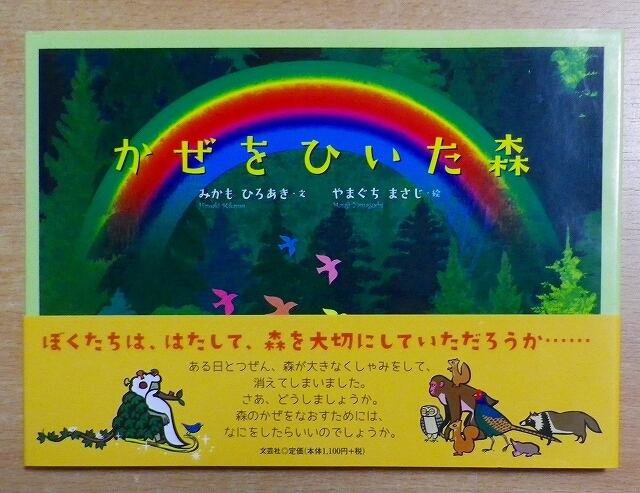 かぜをひいた森
みかも ひろあき・文 やまぐち まさじ・絵
Hiroaki Mikamo Masaji Yamaguchi
ぼくたちは、はたして、森を大切にしていただろうか……
ある日とつぜん、森が大きなくしゃみをして、
消えてしまいました。
さあ、どうしましょうか。
森のかぜをなおすためには、
なにをしたらいいのでしょうか。
文芸社◎定価(本体1,100円+税)